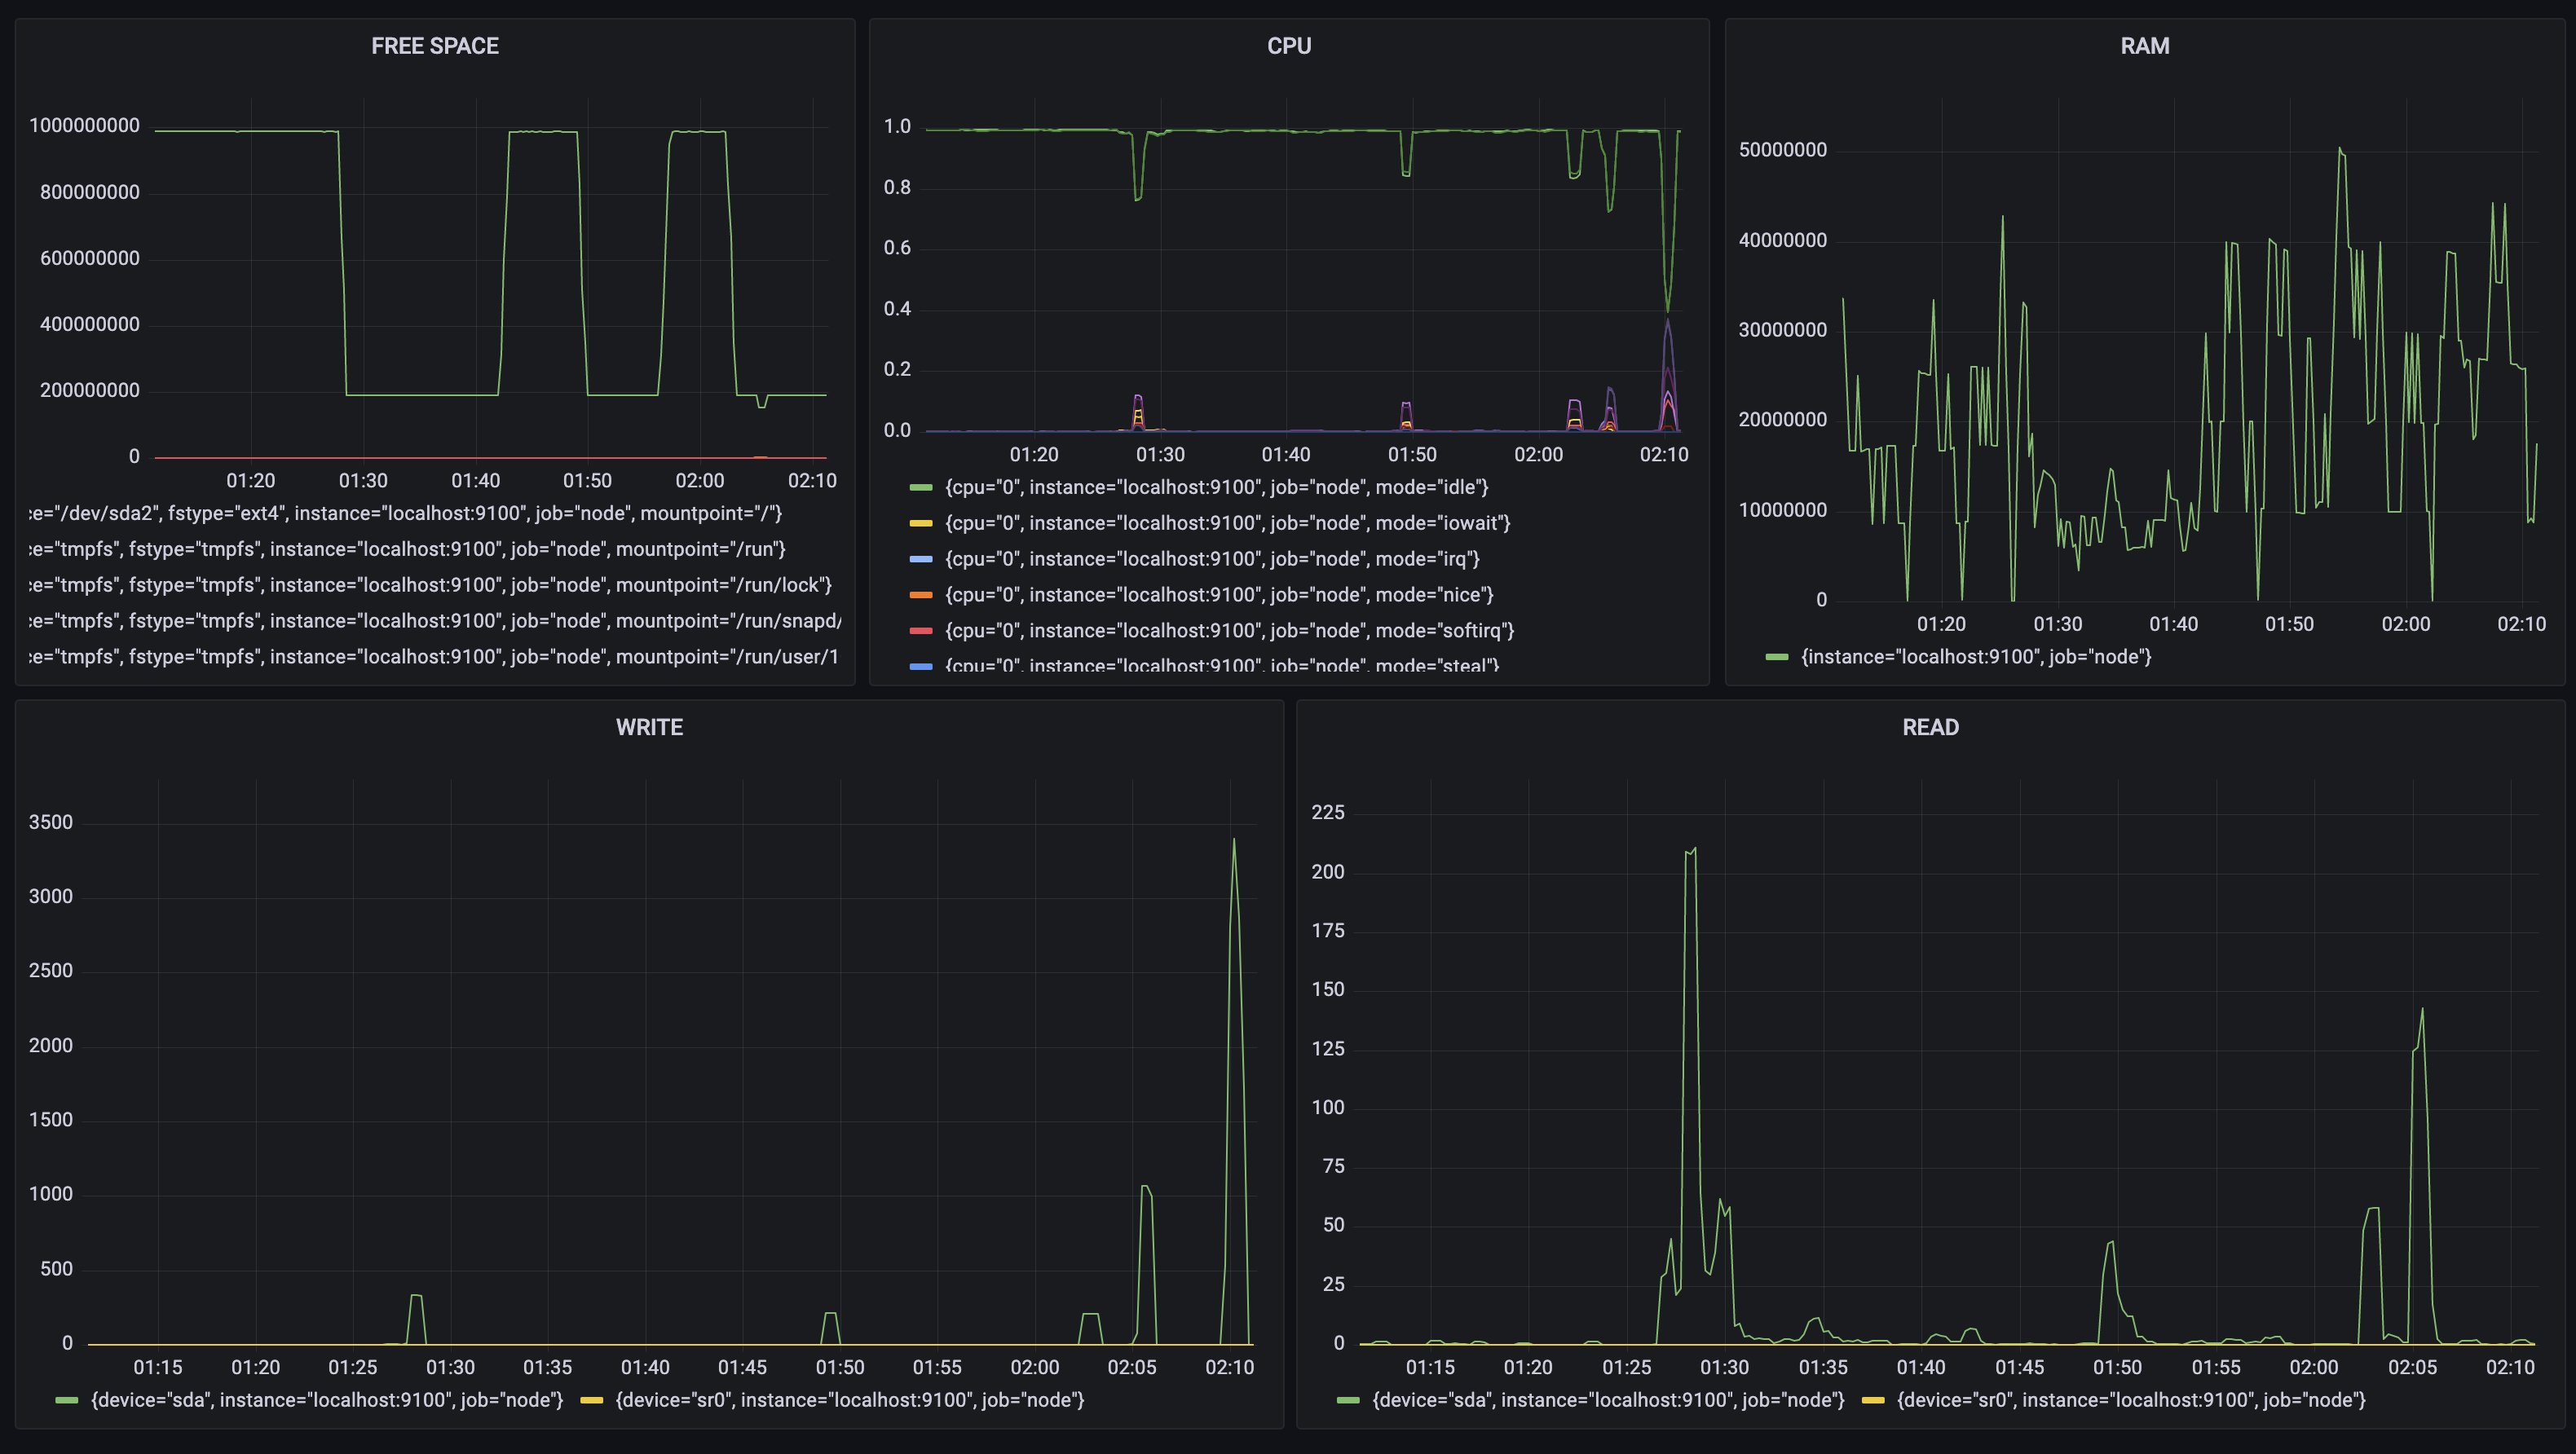 FREE SPACE
1000000000
800000000
600000000
400000000
200000000
0
01:20 01:30 01:40 01:50 02:00 02:10
ce="/dev/sda2", fstype="ext4", instance="localhost:9100", job="node", mountpoint="/"}
ce="tmpfs", fstype="tmpfs", instance="localhost:9100", job="node", mountpoint="/run"}
ce="tmpfs", fstype="tmpfs", instance="localhost:9100", job="node", mountpoint="/run/lock"}
ce="tmpfs", fstype="tmpfs", instance="localhost:9100", job="node", mountpoint="/run/snapd/
ce="tmpfs", fstype="tmpfs", instance="localhost:9100", job="node", mountpoint="/run/user/1
CPU
1.0
0.8
0.6
0.4
0.2
0.0
01:20 01:30 01:40 01:50 02:00 02:10
{cpu="0", instance="localhost:9100", job="node", mode="idle"}
{cpu="0", instance="localhost:9100", job="node", mode="iowait"}
{cpu="0", instance="localhost:9100", job="node", mode="irq"}
{cpu="0", instance="localhost:9100", job="node", mode="nice"}
{cpu="0", instance="localhost:9100", job="node", mode="softirq"}
{cpu="0", instance="localhost:9100", job="node", mode="steal"}
RAM
50000000
40000000
30000000
20000000
10000000
0
01:20 01:30 01:40 01:50 02:00 02:10
{instance="localhost:9100", job="node"}
WRITE
3500
3000
2500
2000
1500
1000
500
0
01:15 01:20 01:25 01:30 01:35 01:40 01:45 01:50 01:55 02:00 02:05 02:10
{device="sda", instance="localhost:9100", job="node"} {device="sr0", instance="localhost:9100", job="node"}
READ
225
200
175
150
125
100
75
50
25
0
01:15 01:20 01:25 01:30 01:35 01:40 01:45 01:50 01:55 02:00 02:05 02:10
{device="sda", instance="localhost:9100", job="node"} {device="sr0", instance="localhost:9100", job="node"}